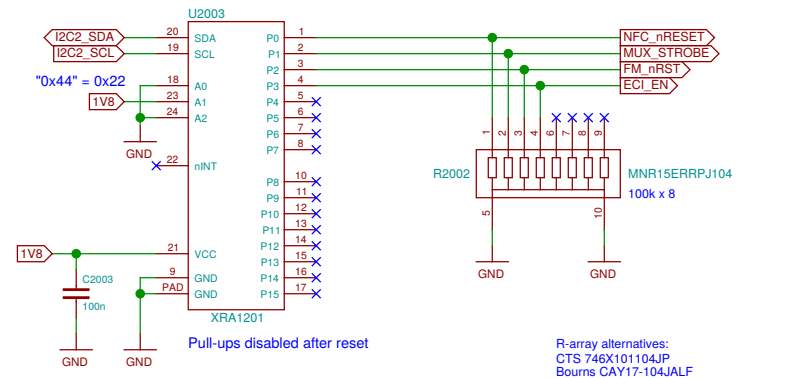 U2003
I2C2_SDA 20 SDA P0 1 NFC_nRESET
I2C2_SCL 19 SCL P1 2 MUX_STROBE
P2 3 FM_nRST
"0x44" = 0x22 18 A0 P3 4 ECI_EN
1V8 23 A1 P4 5
24 A2 P5 6
P6 7
GND P7 8
1 2 3 4 6 7 8 9
22 nINT
R2002 MNR15ERRPJ104
100k x 8
P8 10
P9 11
P10 12
P11 13
P12 14
P13 15
P14 16
P15 17
5 10
GND GND
1V8 21 VCC
9 GND
PAD GND
C2003
100n
GND GND
XRA1201
Pull-ups disabled after reset
R-array alternatives:
CTS 746X101104JP
Bourns CAY17-104JALF